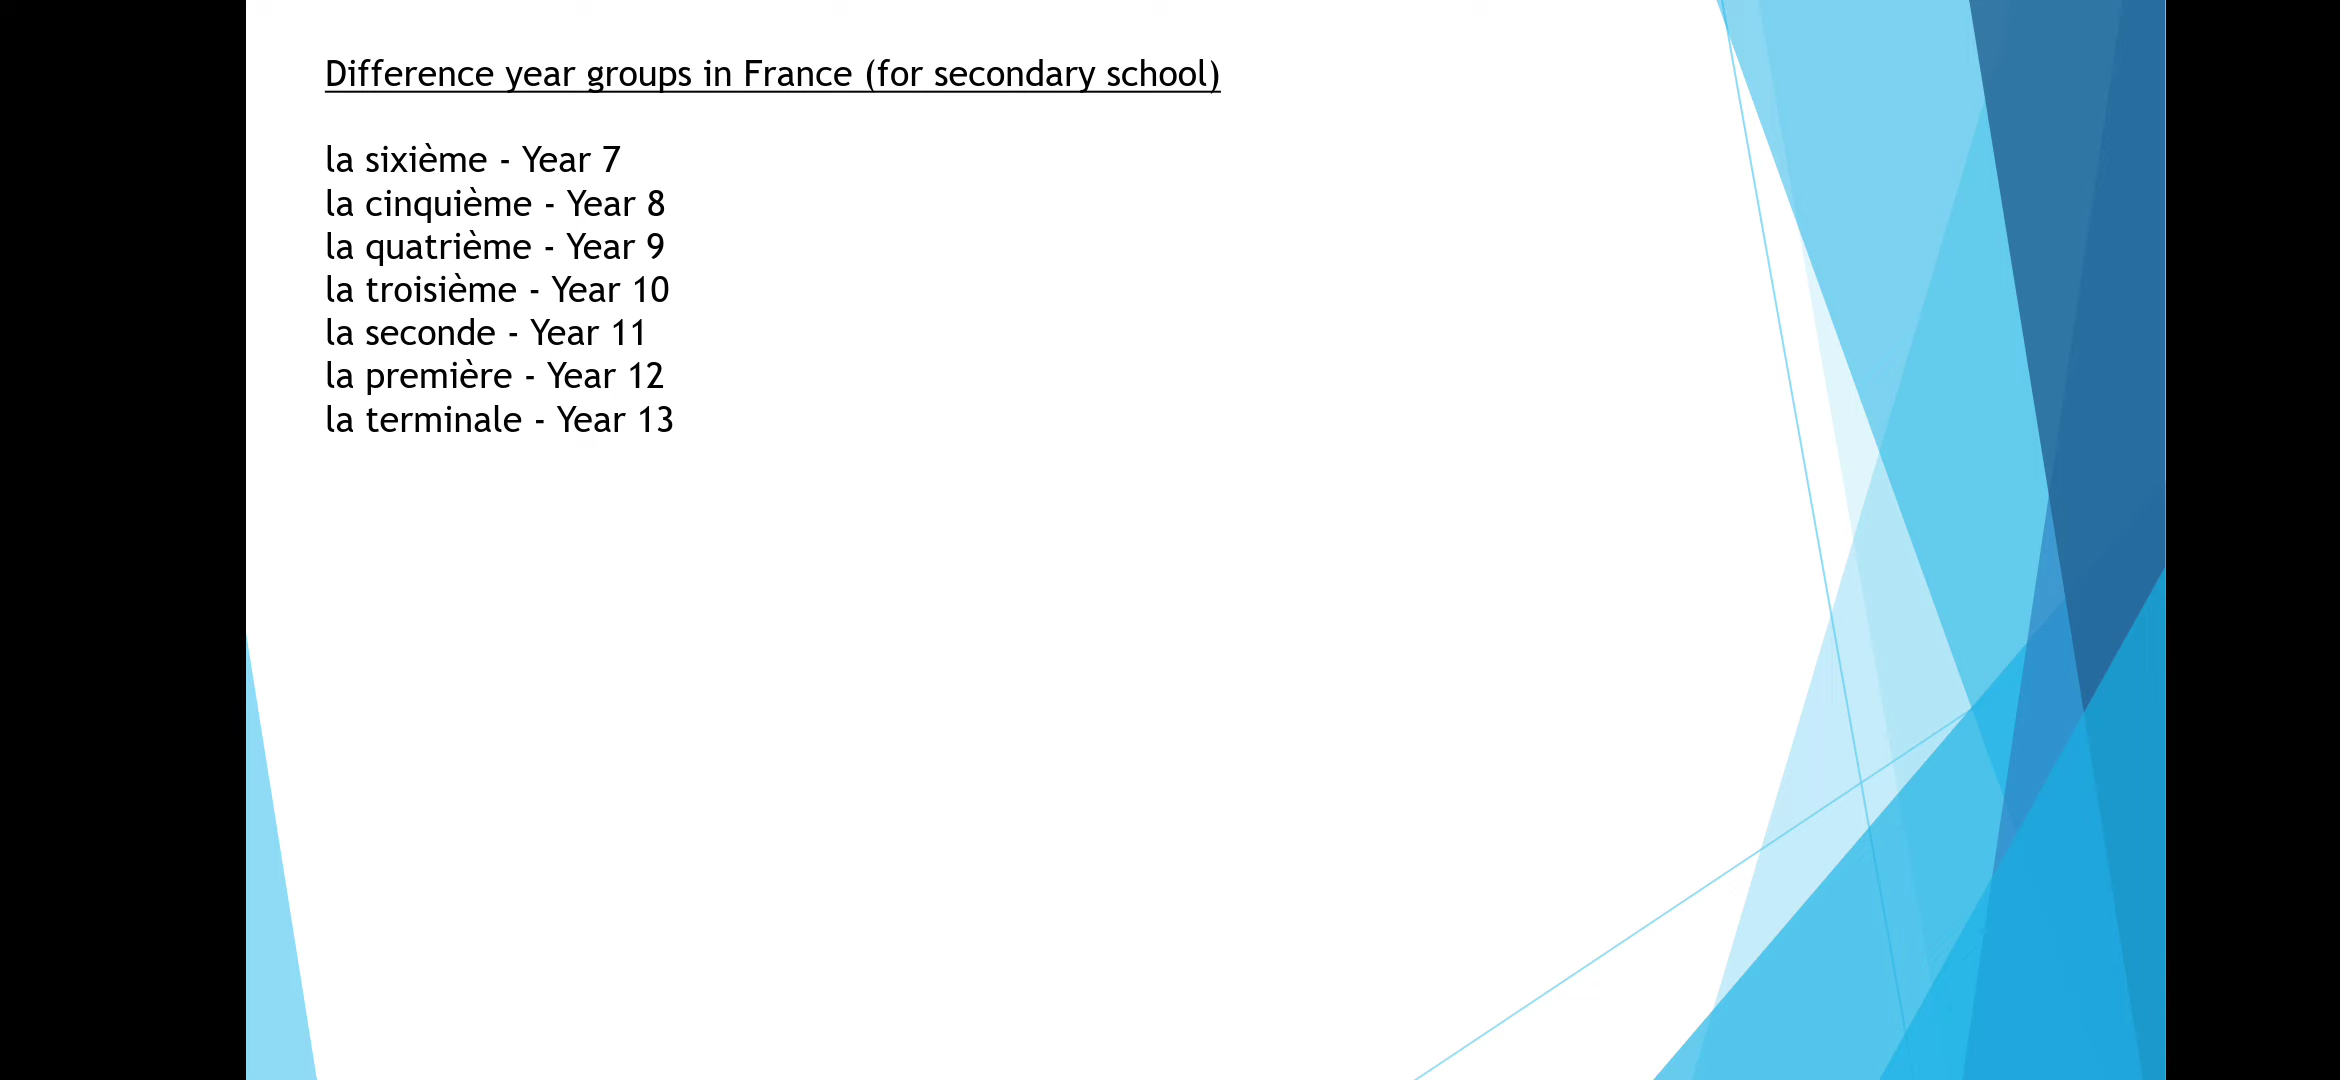 Difference year groups in France (for secondary school)
la sixième - Year 7
la cinquième - Year 8
la quatrième - Year 9
la troisième - Year 10
la seconde - Year 11
la première - Year 12
la terminale - Year 13